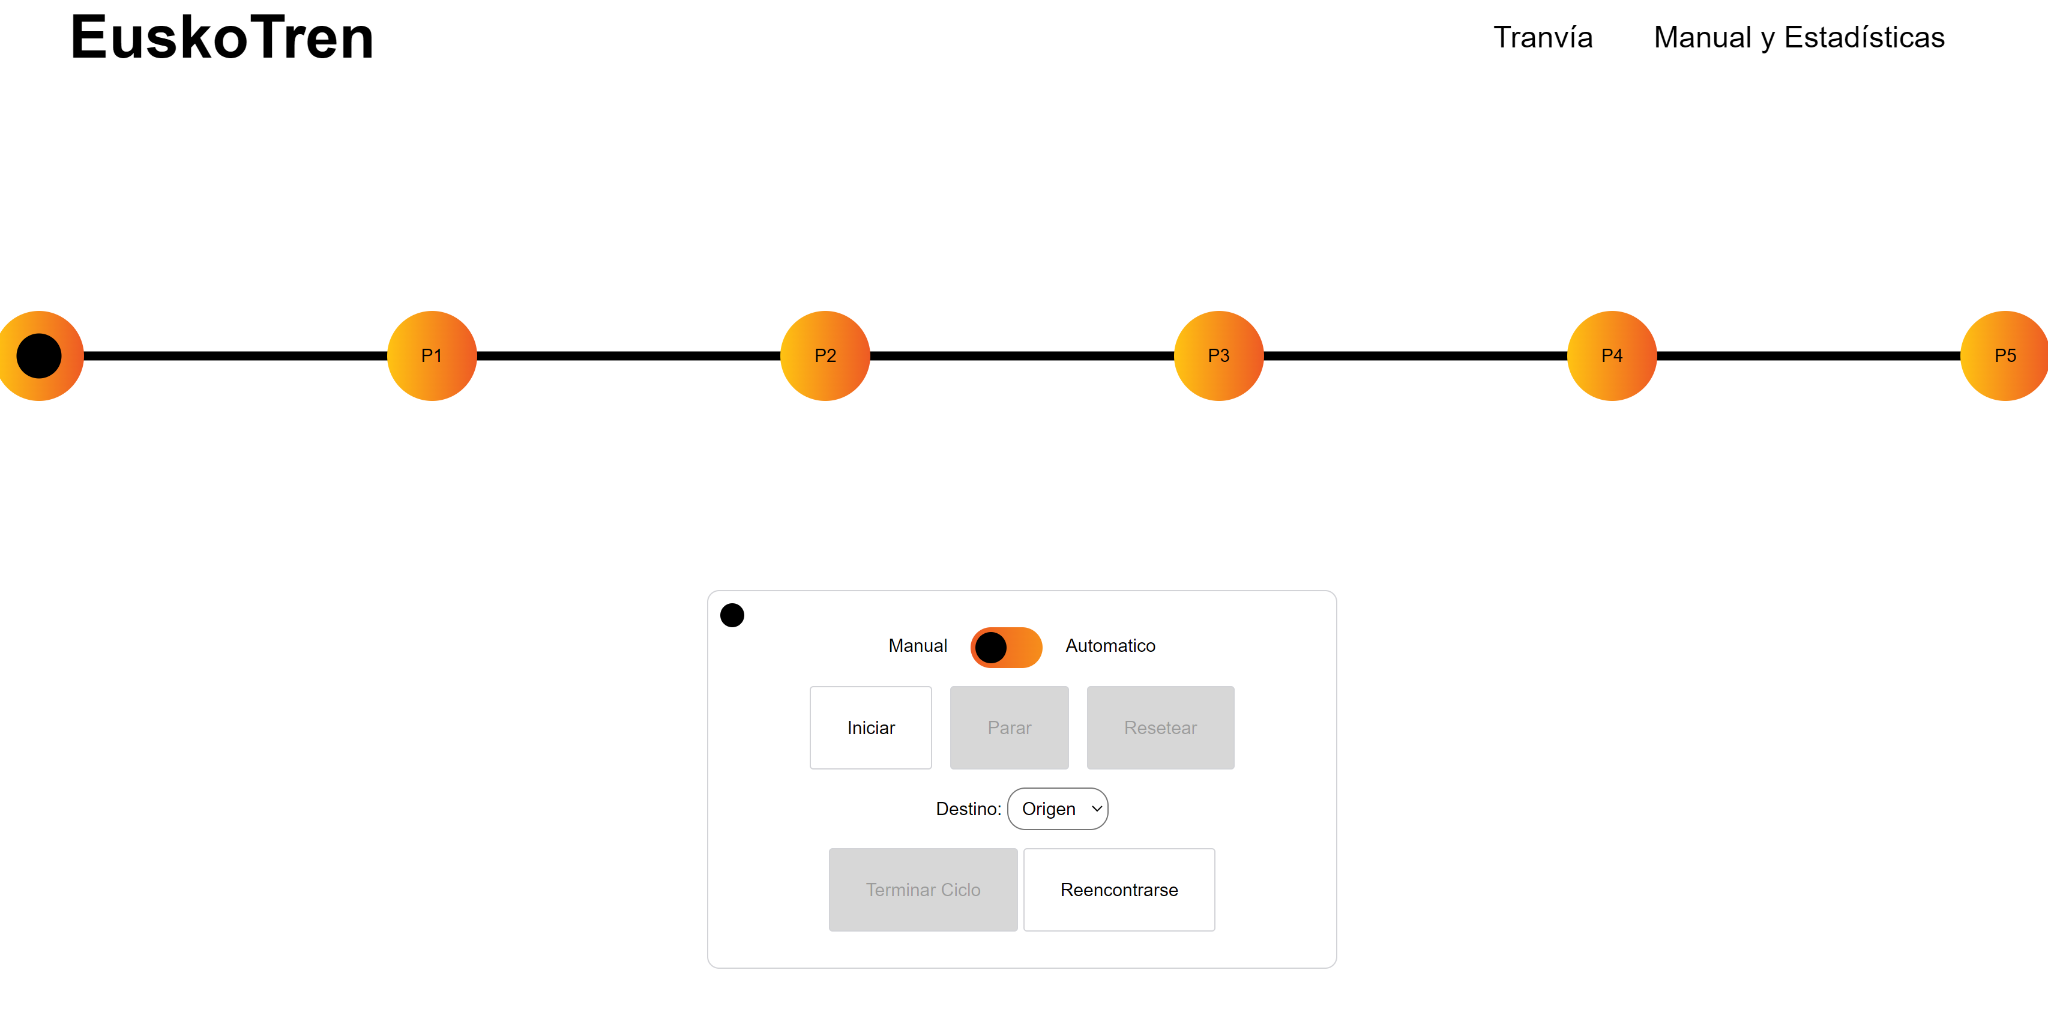 EuskoTren
Tranvía Manual y Estadísticas
P1 P2 P3 P4 P5
Manual Automatico
Iniciar Parar Resetear
Destino: Origen
Terminar Ciclo Reencontrarse